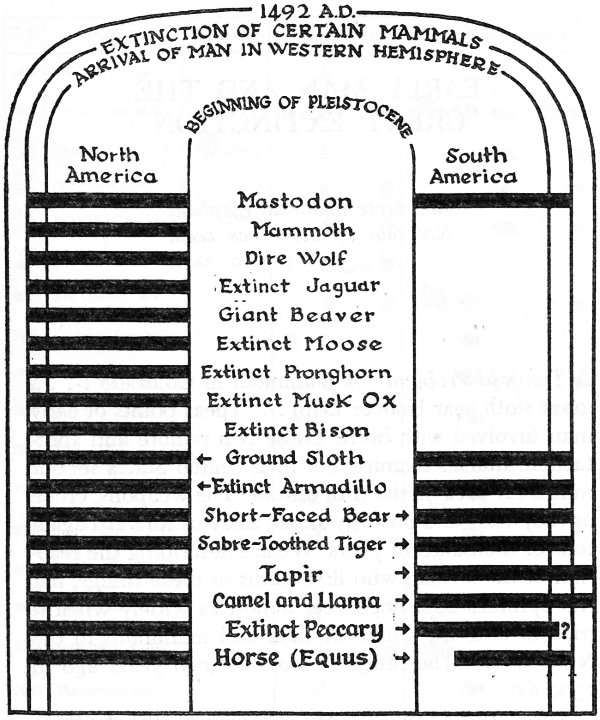 1492 A.D.
EXTINCTION OF CERTAIN MAMMALS
ARRIVAL OF MAN IN WESTERN HEMISPHERE
BEGINNING OF PLEISTOCENE
North
America
South
America
Mastodon
Mammoth
Dire Wolf
Extinct Jaguar
Giant Beaver
Extinct Moose
Extinct Pronghorn
Extinct Musk Ox
Extinct Bison
← Ground Sloth
← Extinct Armadillo
Short-Faced Bear →
Sabre-Toothed Tiger →
Tapir →
Camel and Llama →
Extinct Peccary → ?
Horse (Equus) →